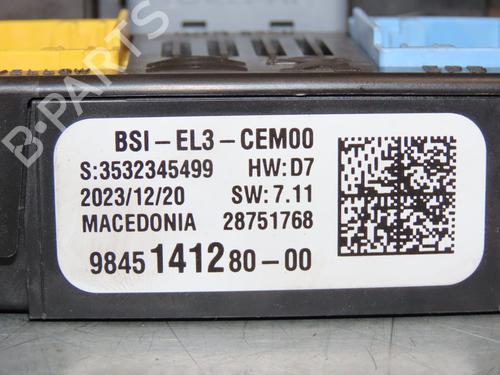 BSI-EL3-CEM00
S:3532345499 HW:D7
2023/12/20 SW:7.11
MACEDONIA 28751768
9845141280-00
B-PARTS